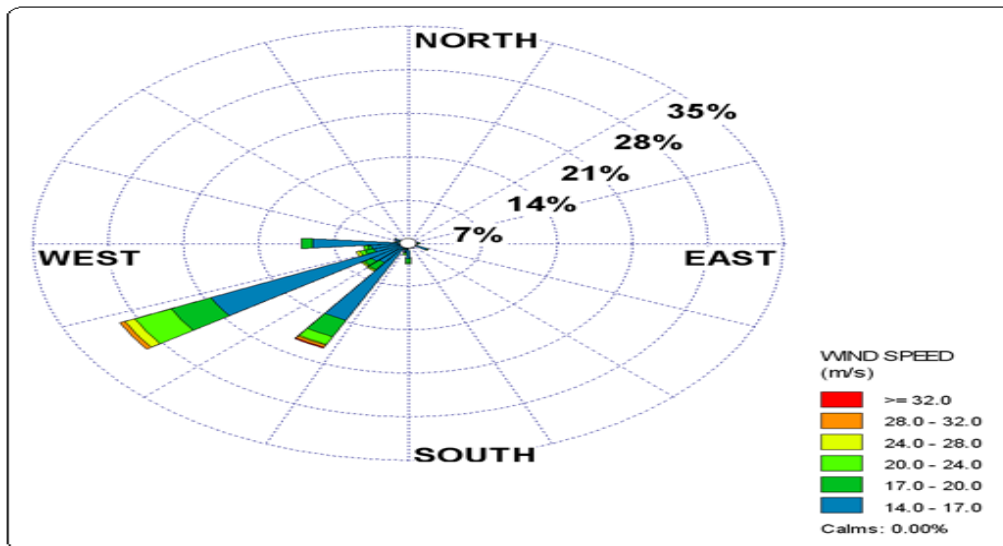 NORTH
35%
28%
21%
14%
7%
WEST
EAST
SOUTH
WIND SPEED
(m/s)
>= 32.0
28.0 - 32.0
24.0 - 28.0
20.0 - 24.0
17.0 - 20.0
14.0 - 17.0
Calms: 0.00%